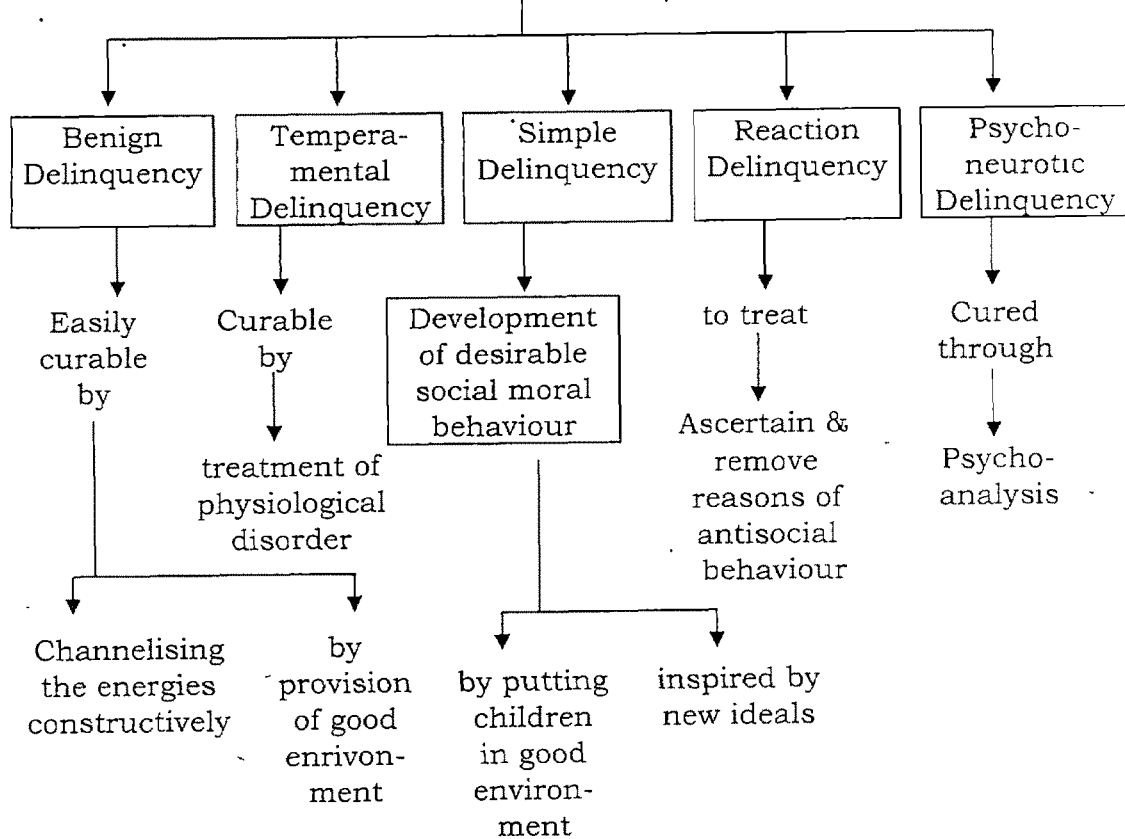 Benign
Delinquency
Tempera-
mental
Delinquency
Simple
Delinquency
Reaction
Delinquency
Psycho-
neurotic
Delinquency
Easily
curable
by
Curable
by
Development
of desirable
social moral
behaviour
to treat
Cured
through
treatment of
physiological
disorder
Ascertain &
remove
reasons of
antisocial
behaviour
Psycho-
analysis
Channelising
the energies
constructively
by
provision
of good
enrivon-
ment
by putting
children
in good
environ-
ment
inspired by
new ideals